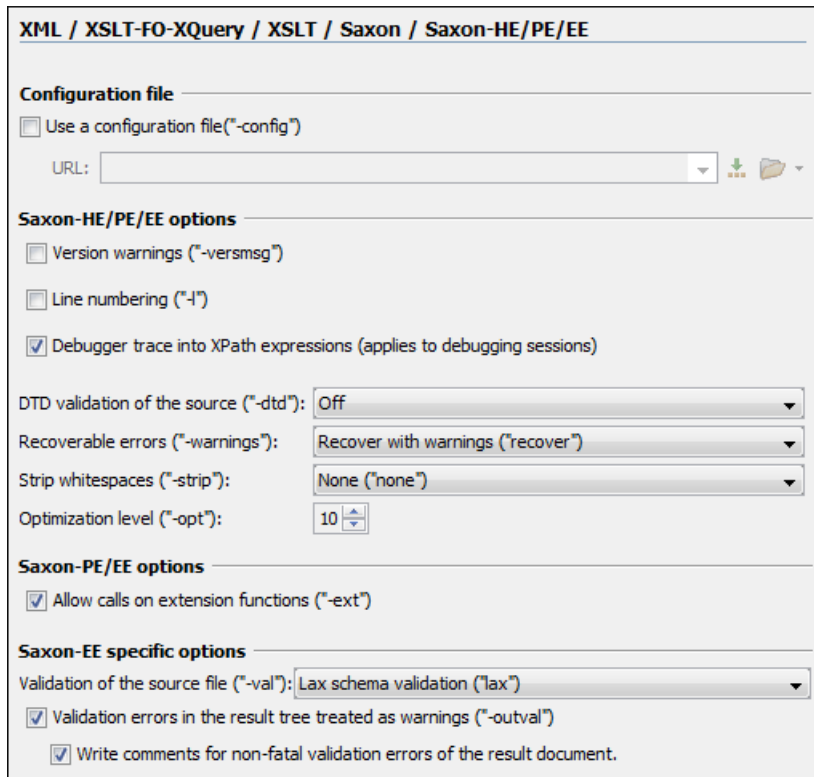 XML / XSLT-FO-XQuery / XSLT / Saxon / Saxon-HE/PE/EE
Configuration file
Use a configuration file("-config")
URL:
Saxon-HE/PE/EE options
Version warnings ("-versmsg")
Line numbering ("-l")
Debugger trace into XPath expressions (applies to debugging sessions)
DTD validation of the source ("-dtd"): Off
Recoverable errors ("-warnings"): Recover with warnings ("recover")
Strip whitespaces ("-strip"): None ("none")
Optimization level ("-opt"): 10
Saxon-PE/EE options
Allow calls on extension functions ("-ext")
Saxon-EE specific options
Validation of the source file ("-val"): Lax schema validation ("lax")
Validation errors in the result tree treated as warnings ("-outval")
Write comments for non-fatal validation errors of the result document.